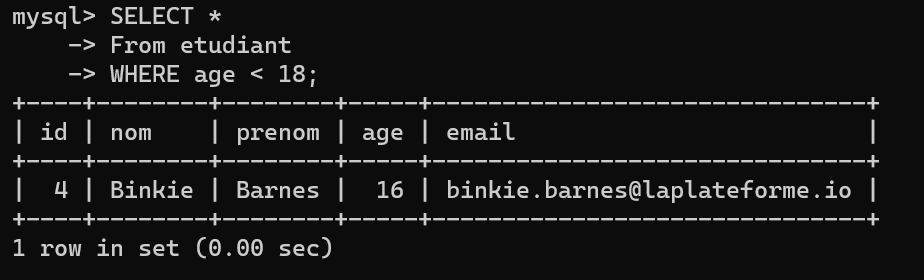 mysql> SELECT *
    -> From etudiant
    -> WHERE age < 18;
+----+--------+--------+-----+-------------------------------+
| id | nom    | prenom | age | email                         |
+----+--------+--------+-----+-------------------------------+
|  4 | Binkie | Barnes |  16 | binkie.barnes@laplateforme.io |
+----+--------+--------+-----+-------------------------------+
1 row in set (0.00 sec)